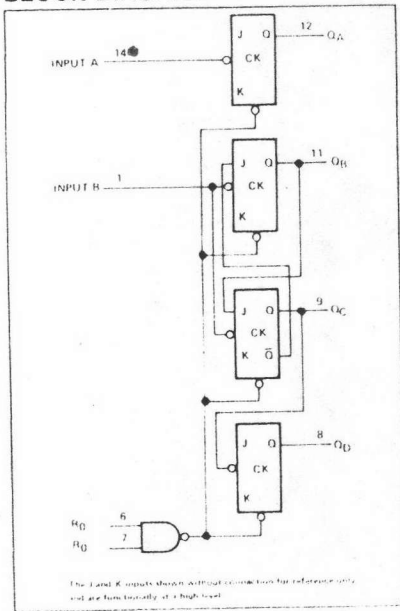 INPUT A 14 J Q 12 QA
CK
K
INPUT B 1 J Q 11 QB
CK
K
J Q 9 QC
CK
K Q̅
J Q 8 QD
CK
K
R0 6
R0 7
The J and K inputs shown without connection for reference only
and are functionally at a high level